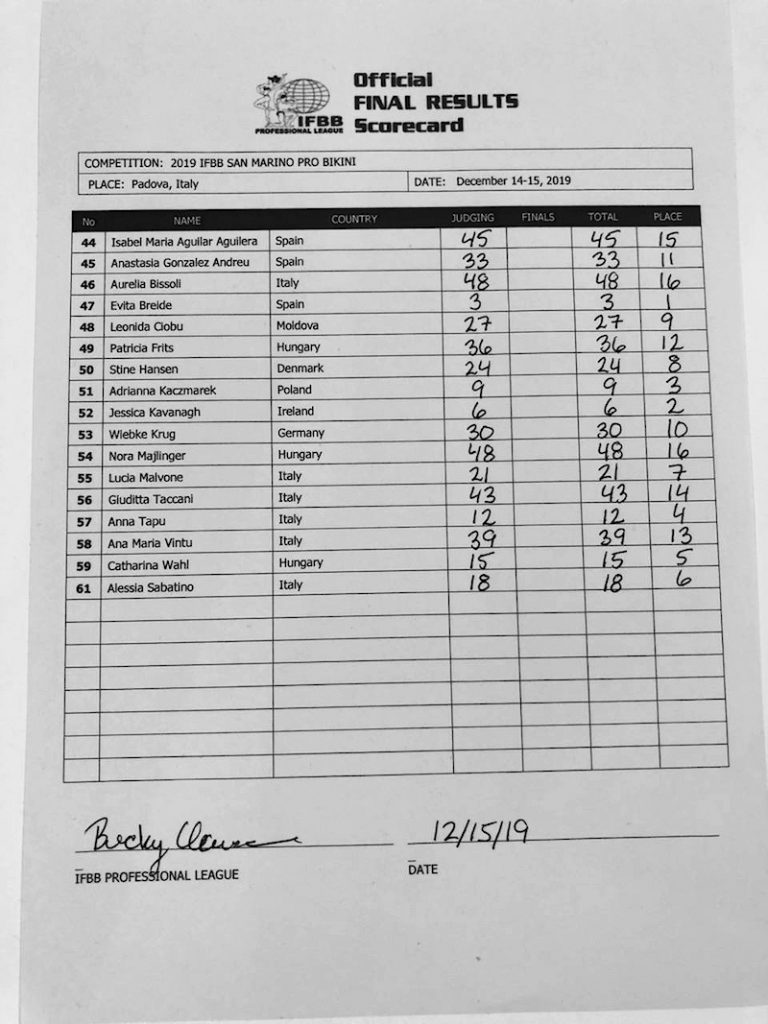 Official
FINAL RESULTS
Scorecard
IFBB
PROFESSIONAL LEAGUE
COMPETITION: 2019 IFBB SAN MARINO PRO BIKINI
PLACE: Padova, Italy DATE: December 14-15, 2019
No NAME COUNTRY JUDGING FINALS TOTAL PLACE
44 Isabel Maria Aguilar Aguilera Spain 45 45 15
45 Anastasia Gonzalez Andreu Spain 33 33 11
46 Aurelia Bissoli Italy 48 48 16
47 Evita Breide Spain 3 3 1
48 Leonida Ciobu Moldova 27 27 9
49 Patricia Frits Hungary 36 36 12
50 Stine Hansen Denmark 24 24 8
51 Adrianna Kaczmarek Poland 9 9 3
52 Jessica Kavanagh Ireland 6 6 2
53 Wiebke Krug Germany 30 30 10
54 Nora Majlinger Hungary 48 48 16
55 Lucia Malvone Italy 21 21 7
56 Giuditta Taccani Italy 43 43 14
57 Anna Tapu Italy 12 12 4
58 Ana Maria Vintu Italy 39 39 13
59 Catharina Wahl Hungary 15 15 5
61 Alessia Sabatino Italy 18 18 6
Becky 12/15/19
IFBB PROFESSIONAL LEAGUE DATE